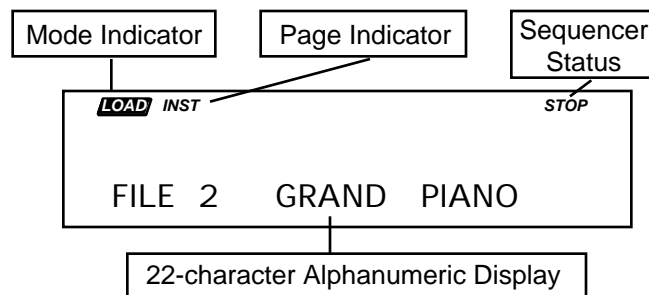 Mode Indicator
Page Indicator
Sequencer
Status
LOAD INST
STOP
FILE 2 GRAND PIANO
22-character Alphanumeric Display